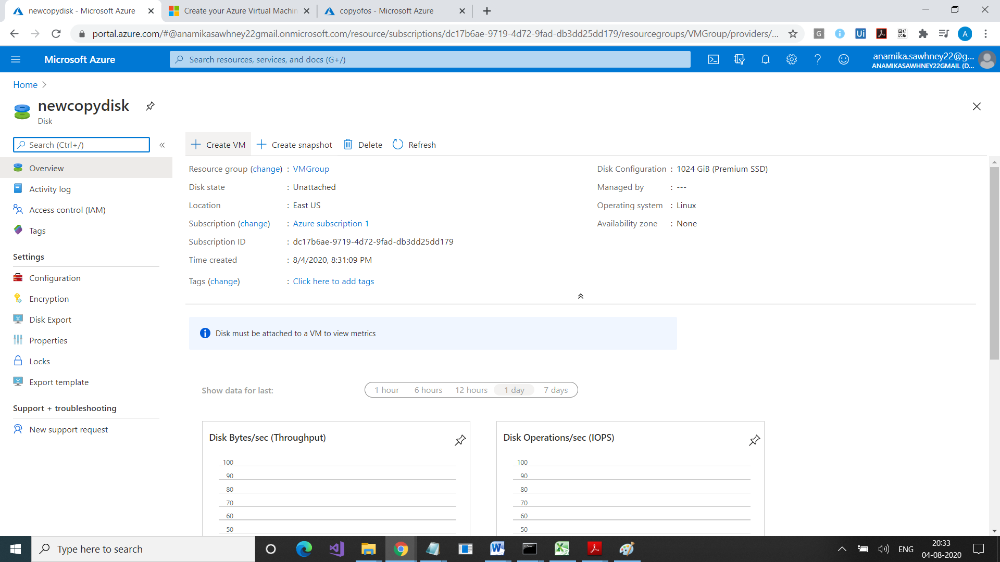 newcopydisk - Microsoft Azure
Create your Azure Virtual Machin
copyofos - Microsoft Azure
portal.azure.com/#@anamikasawhney22gmail.onmicrosoft.com/resource/subscriptions/dc17b6ae-9719-4d72-9fad-db3dd25dd179/resourcegroups/VMGroup/providers/...
G
i
Ui
A
Microsoft Azure
Search resources, services, and docs (G+/)
anamika.sawhney22@g...
ANAMIKASAWHNEY22GMAIL (D...
Home
newcopydisk
Disk
Search (Ctrl+/)
Create VM
Create snapshot
Delete
Refresh
Overview
Activity log
Access control (IAM)
Tags
Settings
Configuration
Encryption
Disk Export
Properties
Locks
Export template
Support + troubleshooting
New support request
Resource group (change) : VMGroup
Disk state : Unattached
Location : East US
Subscription (change) : Azure subscription 1
Subscription ID : dc17b6ae-9719-4d72-9fad-db3dd25dd179
Time created : 8/4/2020, 8:31:09 PM
Tags (change) : Click here to add tags
Disk Configuration : 1024 GiB (Premium SSD)
Managed by : ---
Operating system : Linux
Availability zone : None
Disk must be attached to a VM to view metrics
Show data for last:
1 hour 6 hours 12 hours 1 day 7 days
Disk Bytes/sec (Throughput)
100
90
80
70
60
50
Disk Operations/sec (IOPS)
100
90
80
70
60
50
Type here to search
ENG
20:33
04-08-2020